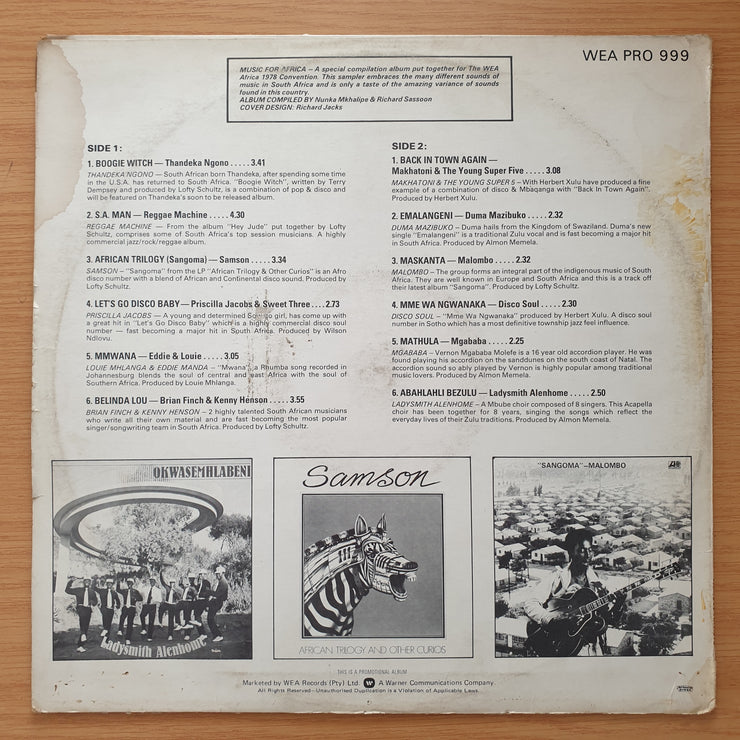 WEA PRO 999
MUSIC FOR AFRICA – A special compilation album put together for The WEA
Africa 1978 Convention. This sampler embraces the many different sounds of
music in South Africa and is only a taste of the amazing variance of sounds
found in this country.
ALBUM COMPILED BY Nunka Mkhalipe & Richard Sassoon
COVER DESIGN: Richard Jacks
SIDE 1:
1. BOOGIE WITCH — Thandeka Ngono . . . . . 3.41
THANDEKA NGONO – South African born Thandeka, after spending some time
in the U.S.A. has returned to South Africa. "Boogie Witch", written by Terry
Dempsey and produced by Lofty Schultz, is a combination of pop & disco and
will be featured on Thandeka's soon to be released album.
2. S.A. MAN — Reggae Machine . . . . . 4.30
REGGAE MACHINE – From the album "Hey Jude" put together by Lofty
Schultz, comprises some of South Africa's top session musicians. A highly
commercial jazz/rock/reggae album.
3. AFRICAN TRILOGY (Sangoma) — Samson . . . . . 3.34
SAMSON – "Sangoma" from the LP "African Trilogy & Other Curios" is an Afro
disco number with a blend of African and Continental disco sound. Produced by
Lofty Schultz.
4. LET'S GO DISCO BABY — Priscilla Jacobs & Sweet Three . . . . 2.73
PRISCILLA JACOBS – A young and determined Soweto girl, has come up with
a great hit in "Let's Go Disco Baby" which is a highly commercial disco soul
number — fast becoming a major hit in South Africa. Produced by Wilson
Ndlovu.
5. MMWANA — Eddie & Louie . . . . . 3.05
LOUIE MHLANGA & EDDIE MANDA – "Mwana", a Rhumba song recorded in
Johannesburg blends the soul of central and east Africa with the soul of
Southern Africa. Produced by Louie Mhlanga.
6. BELINDA LOU — Brian Finch & Kenny Henson . . . . . 3.55
BRIAN FINCH & KENNY HENSON – 2 highly talented South African musicians
who write all their own material and are fast becoming the most popular
singer/songwriting team in South Africa. Produced by Lofty Schultz.
SIDE 2:
1. BACK IN TOWN AGAIN —
Makhatoni & The Young Super Five . . . . . 3.08
MAKHATONI & THE YOUNG SUPER 5 – With Herbert Xulu have produced a fine
example of a combination of disco & Mbaqanga with "Back In Town Again".
Produced by Herbert Xulu.
2. EMALANGENI — Duma Mazibuko . . . . . 2.32
DUMA MAZIBUKO – Duma hails from the Kingdom of Swaziland. Duma's new
single "Emalangeni" is a traditional Zulu vocal and is fast becoming a major hit
in South Africa. Produced by Almon Memela.
3. MASKANTA — Malombo . . . . . 2.32
MALOMBO – The group forms an integral part of the indigenous music of South
Africa. They are well known in Europe and South Africa and this is a track off
their latest album "Sangoma". Produced by Lofty Schultz.
4. MME WA NGWANAKA — Disco Soul . . . . . 2.30
DISCO SOUL – "Mme Wa Ngwanaka" produced by Herbert Xulu. A disco soul
number in Sotho which has a most definitive township jazz feel influence.
5. MATHULA — Mgababa . . . . . 2.25
MGABABA – Vernon Mgababa Molefe is a 16 year old accordion player. He was
found playing his accordion on the sandunes on the south coast of Natal. The
accordion sound so ably played by Vernon is highly popular among traditional
music lovers. Produced by Almon Memela.
6. ABAHLAHLI BEZULU — Ladysmith Alenhome . . . . . 2.50
LADYSMITH ALENHOME – A Mbube choir composed of 8 singers. This Acapella
choir has been together for 8 years, singing the songs which reflect the
everyday lives of their Zulu traditions. Produced by Almon Memela.
OKWASEMHLABENI
Ladysmith Alenhome
Samson
AFRICAN TRILOGY AND OTHER CURIOS
"SANGOMA"–MALOMBO
THIS IS A PROMOTIONAL ALBUM
Marketed by WEA Records (Pty) Ltd. A Warner Communications Company.
All Rights Reserved—Unauthorised Duplication is a Violation of Applicable Laws